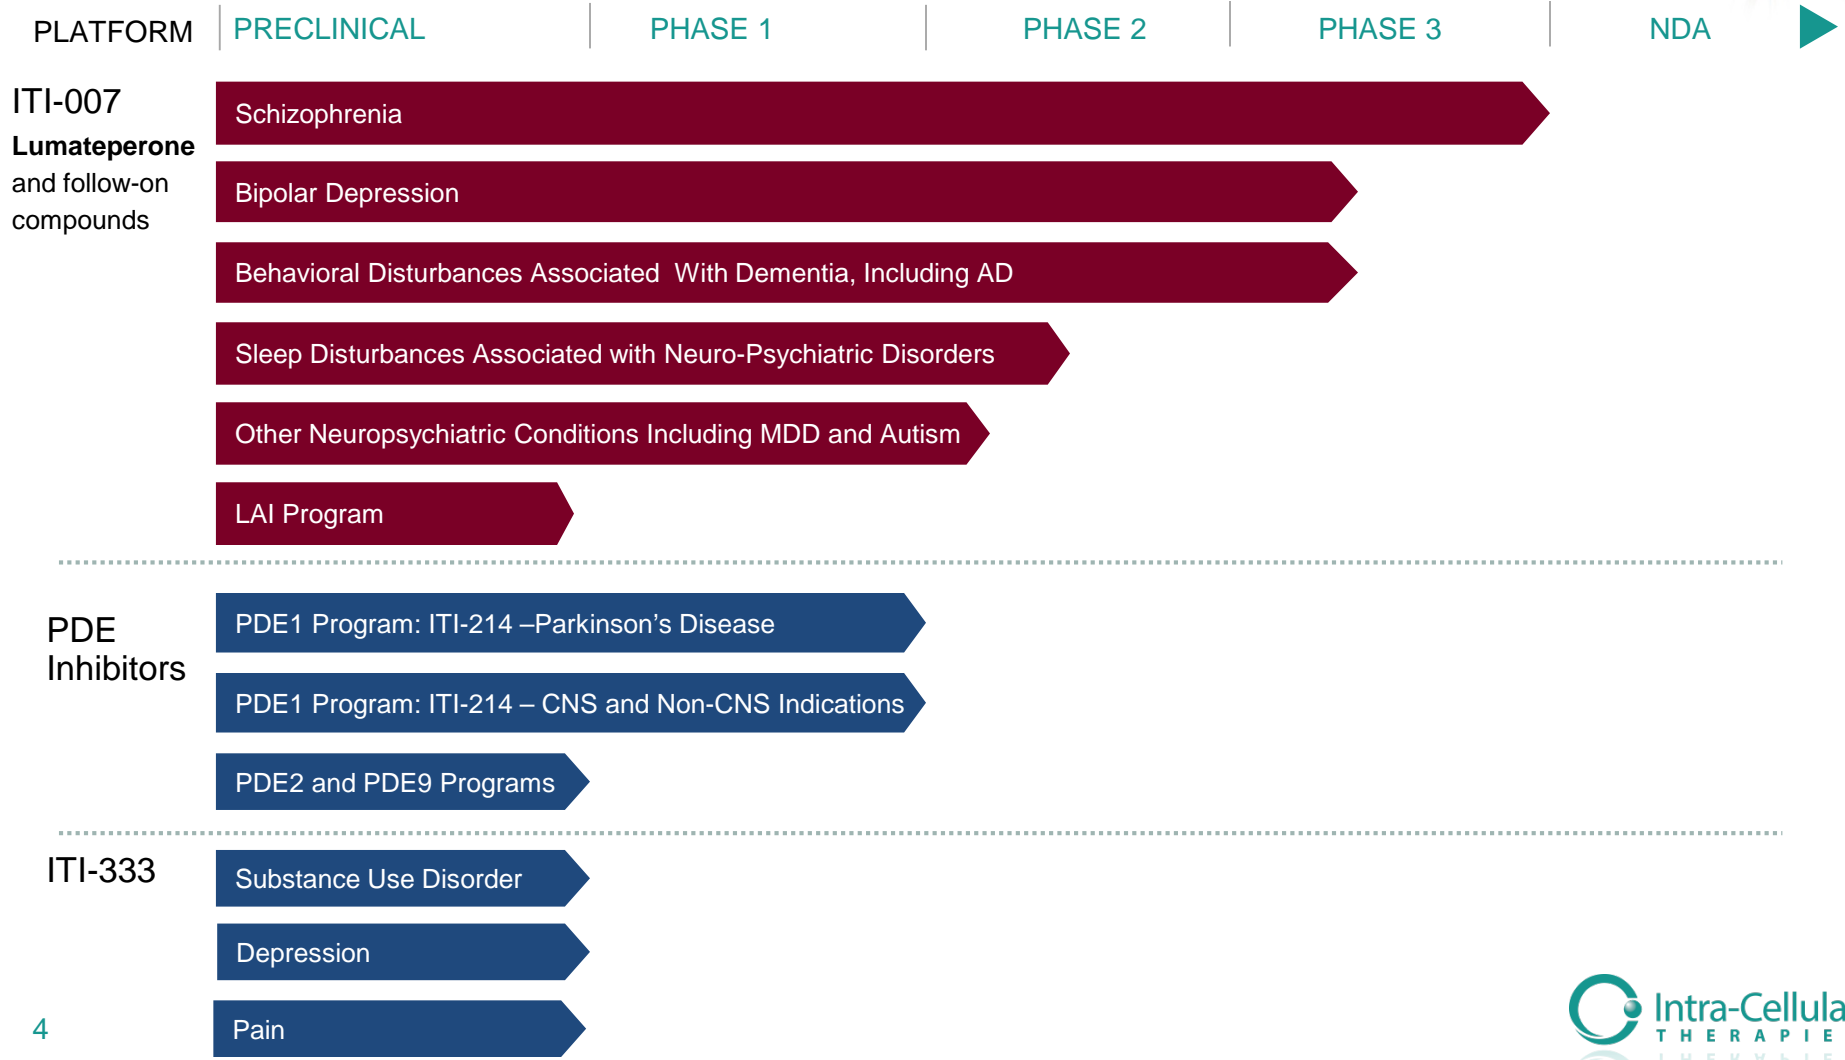 PLATFORM PRECLINICAL PHASE 1 PHASE 2 PHASE 3 NDA
ITI-007
Lumateperone
and follow-on
compounds
Schizophrenia
Bipolar Depression
Behavioral Disturbances Associated With Dementia, Including AD
Sleep Disturbances Associated with Neuro-Psychiatric Disorders
Other Neuropsychiatric Conditions Including MDD and Autism
LAI Program
PDE
Inhibitors
PDE1 Program: ITI-214 –Parkinson’s Disease
PDE1 Program: ITI-214 – CNS and Non-CNS Indications
PDE2 and PDE9 Programs
ITI-333
Substance Use Disorder
Depression
Pain
4
Intra-Cellula
THERAPIE